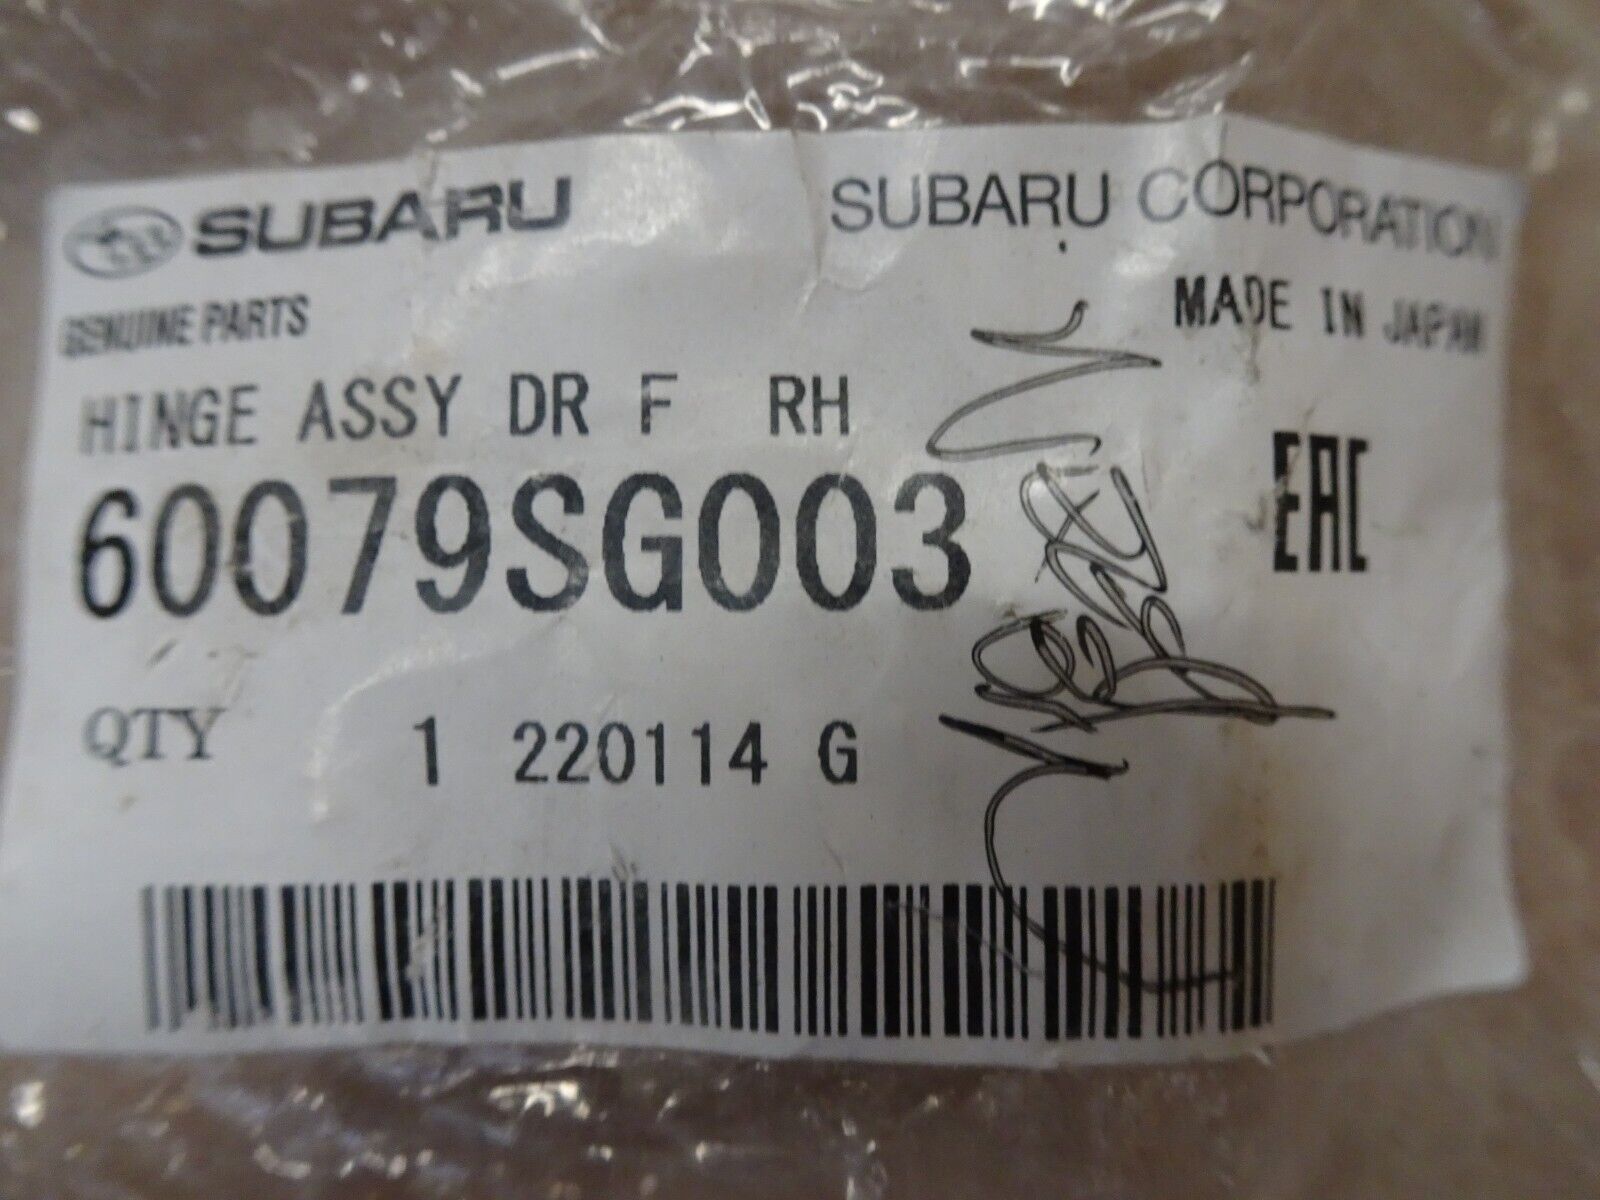 SUBARU SUBARU CORPORATION
GENUINE PARTS MADE IN JAPAN
HINGE ASSY DR F RH
60079SG003 EAC
QTY 1 220114 G